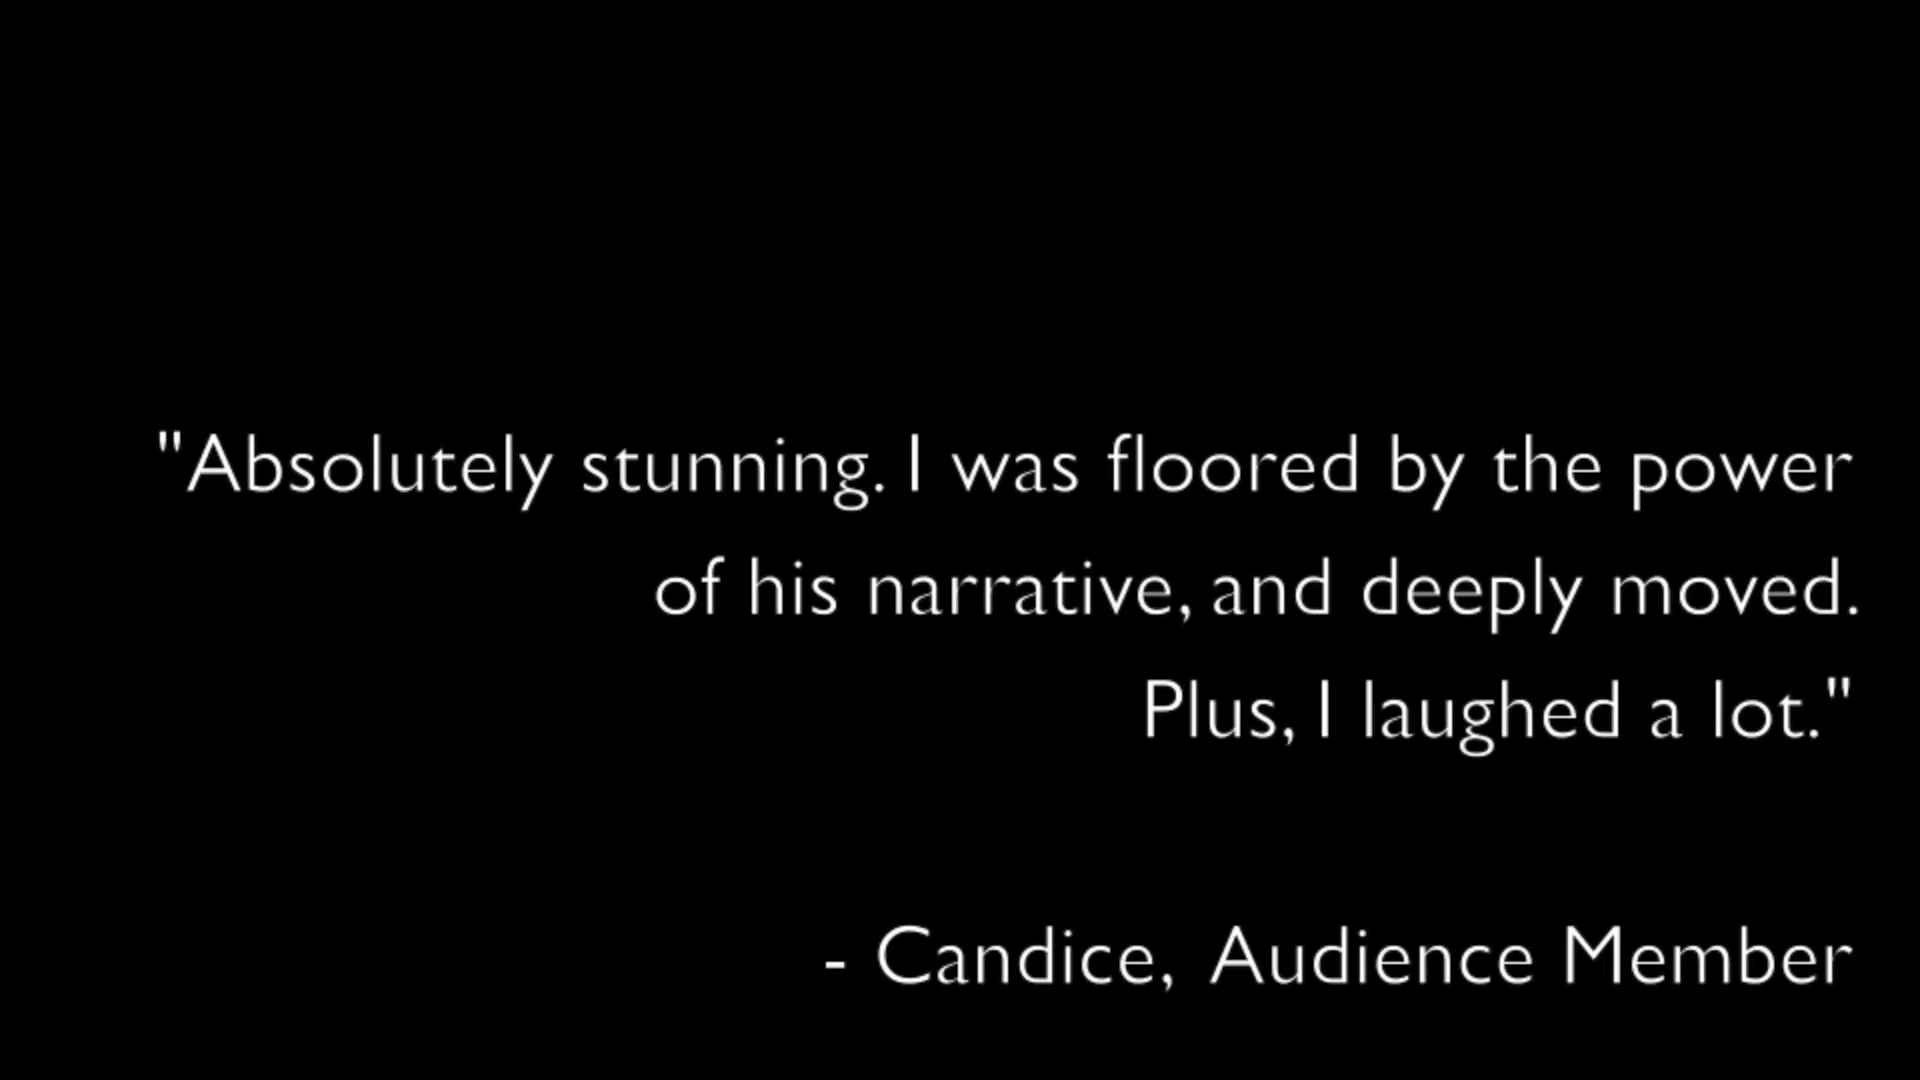 "Absolutely stunning. I was floored by the power
of his narrative, and deeply moved.
Plus, I laughed a lot."
- Candice, Audience Member